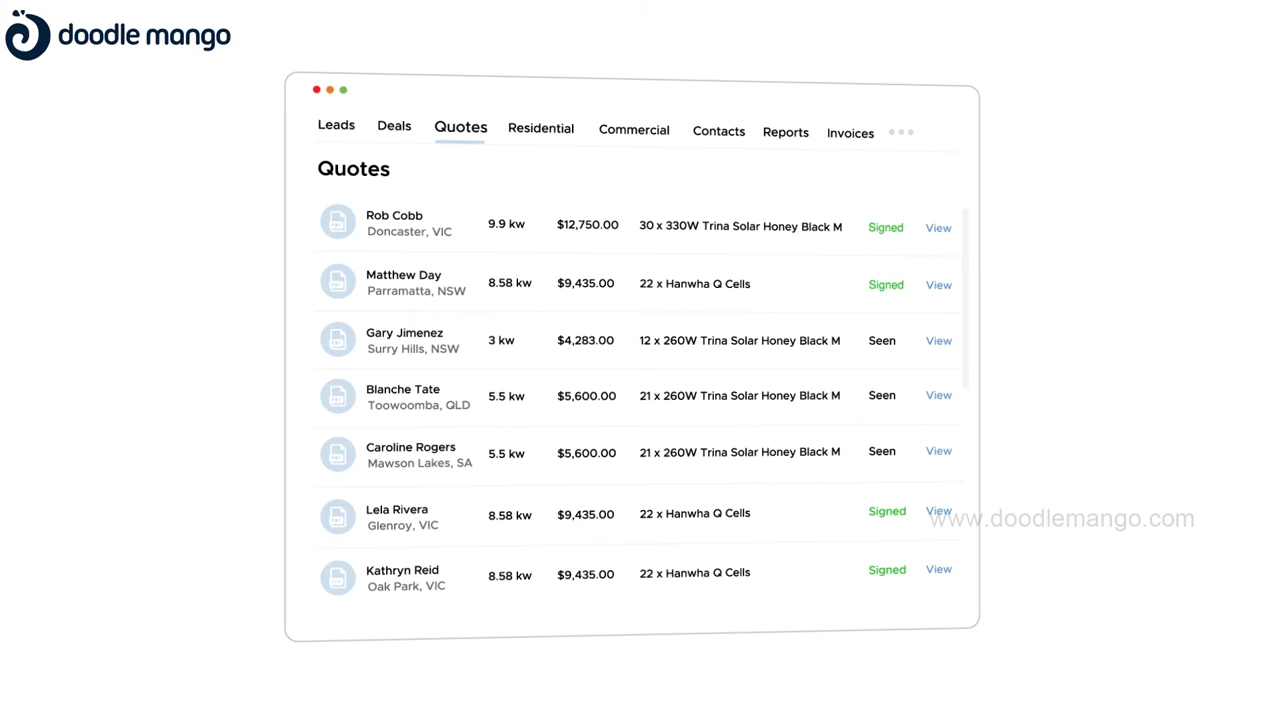 doodle mango
Leads Deals Quotes Residential Commercial Contacts Reports Invoices
Quotes
Rob Cobb
Doncaster, VIC
9.9 kw $12,750.00 30 x 330W Trina Solar Honey Black M Signed View
Matthew Day
Parramatta, NSW
8.58 kw $9,435.00 22 x Hanwha Q Cells Signed View
Gary Jimenez
Surry Hills, NSW
3 kw $4,283.00 12 x 260W Trina Solar Honey Black M Seen View
Blanche Tate
Toowoomba, QLD
5.5 kw $5,600.00 21 x 260W Trina Solar Honey Black M Seen View
Caroline Rogers
Mawson Lakes, SA
5.5 kw $5,600.00 21 x 260W Trina Solar Honey Black M Seen View
Lela Rivera
Glenroy, VIC
8.58 kw $9,435.00 22 x Hanwha Q Cells Signed View
www.doodlemango.com
Kathryn Reid
Oak Park, VIC
8.58 kw $9,435.00 22 x Hanwha Q Cells Signed View